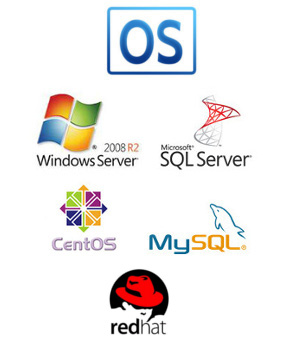 OS
2008 R2
Windows Server®
Microsoft®
SQL Server®
CentOS
MySQL®
redhat